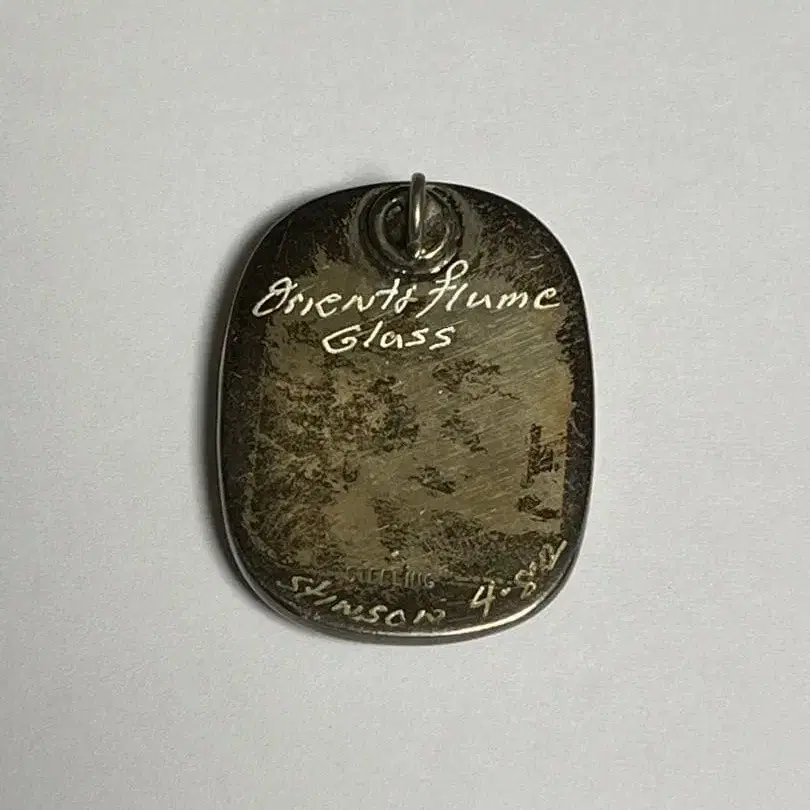 Orient & flume
Glass
STERLING
Stinson 4.82